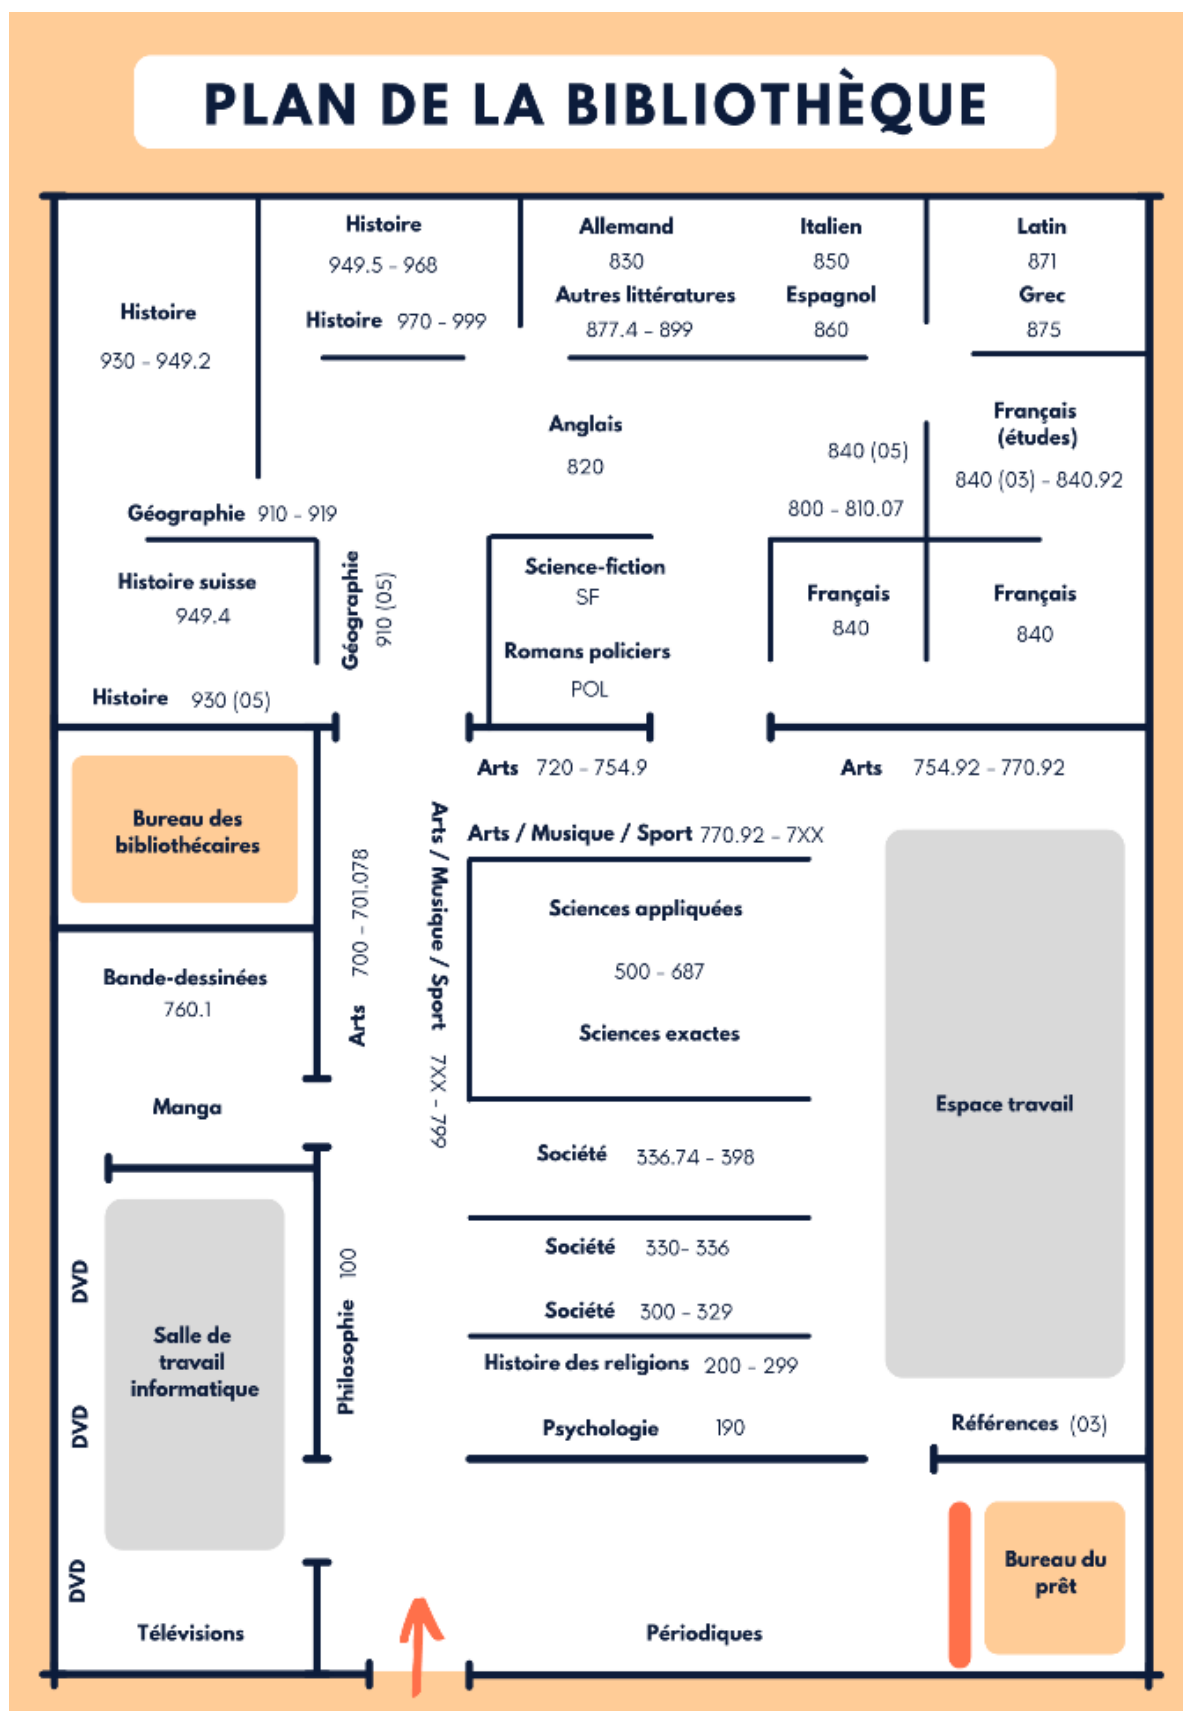 PLAN DE LA BIBLIOTHÈQUE
Histoire
930 - 949.2
Histoire
949.5 - 968
Histoire 970 - 999
Allemand
830
Autres littératures
877.4 - 899
Italien
850
Espagnol
860
Latin
871
Grec
875
Anglais
820
840 (05)
800 - 810.07
Français
(études)
840 (03) - 840.92
Géographie 910 - 919
Histoire suisse
949.4
Géographie
910 (05)
Histoire 930 (05)
Science-fiction
SF
Romans policiers
POL
Français
840
Français
840
Bureau des
bibliothécaires
Arts 720 - 754.9
Arts 754.92 - 770.92
Arts / Musique / Sport 770.92 - 7XX
Arts 700 - 701.078
Arts / Musique / Sport 7XX - 799
Sciences appliquées
500 - 687
Sciences exactes
Bande-dessinées
760.1
Manga
Espace travail
Société 336.74 - 398
Société 330- 336
Société 300 - 329
Histoire des religions 200 - 299
Psychologie 190
Philosophie 100
DVD
DVD
DVD
Salle de
travail
informatique
Références (03)
Bureau du
prêt
Télévisions
Périodiques